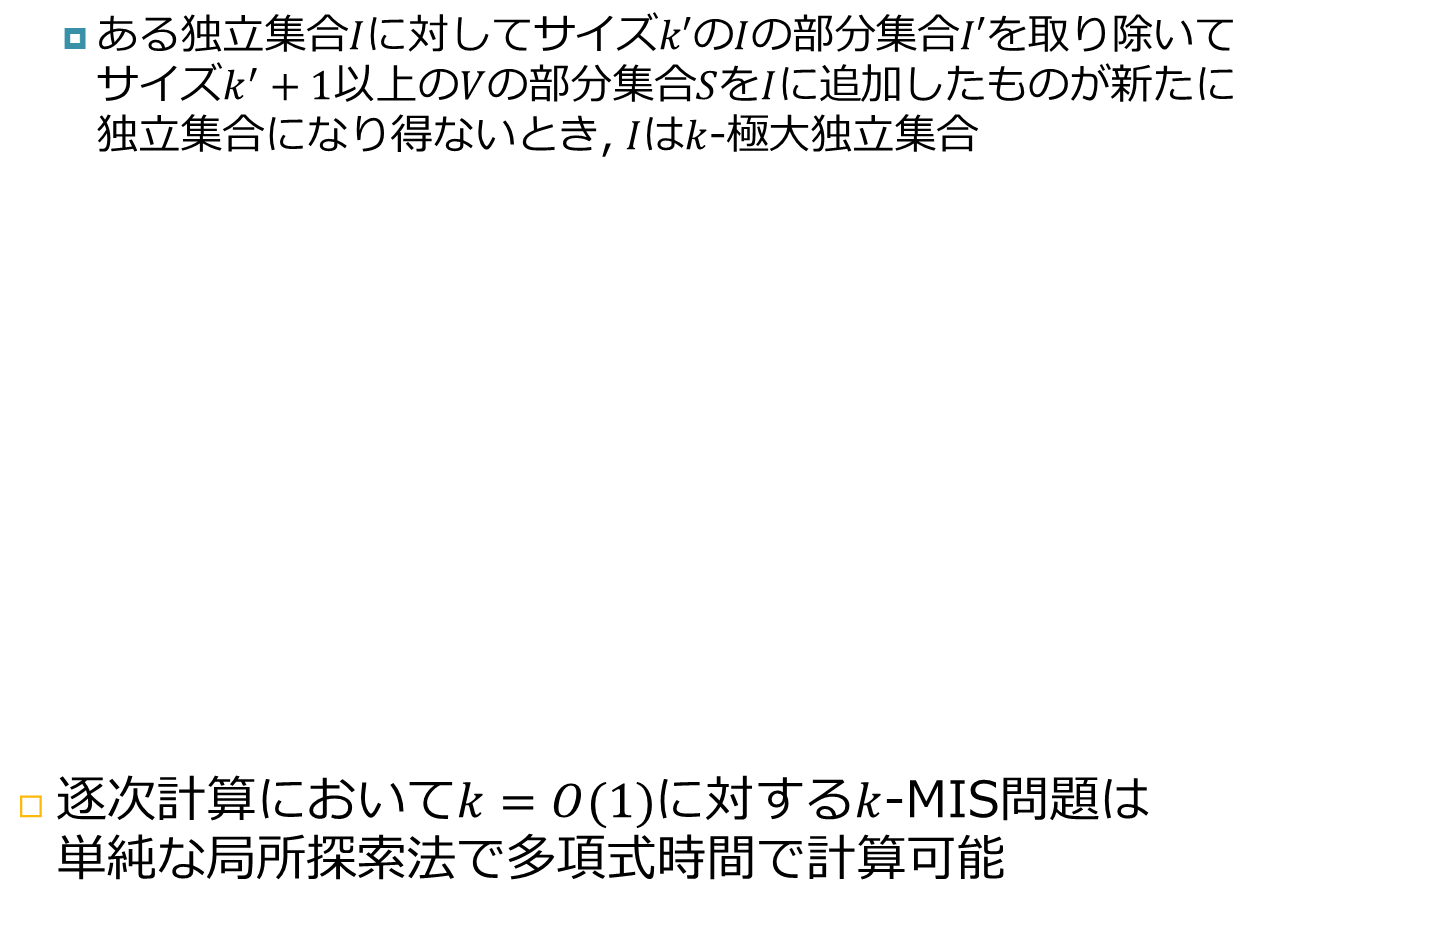 ある独立集合𝐼に対してサイズ𝑘′の𝐼の部分集合𝐼′を取り除いて
サイズ𝑘′ + 1以上の𝑉の部分集合𝑆を𝐼に追加したものが新たに
独立集合になり得ないとき, 𝐼は𝑘-極大独立集合
逐次計算において𝑘 = 𝑂(1)に対する𝑘-MIS問題は
単純な局所探索法で多項式時間で計算可能